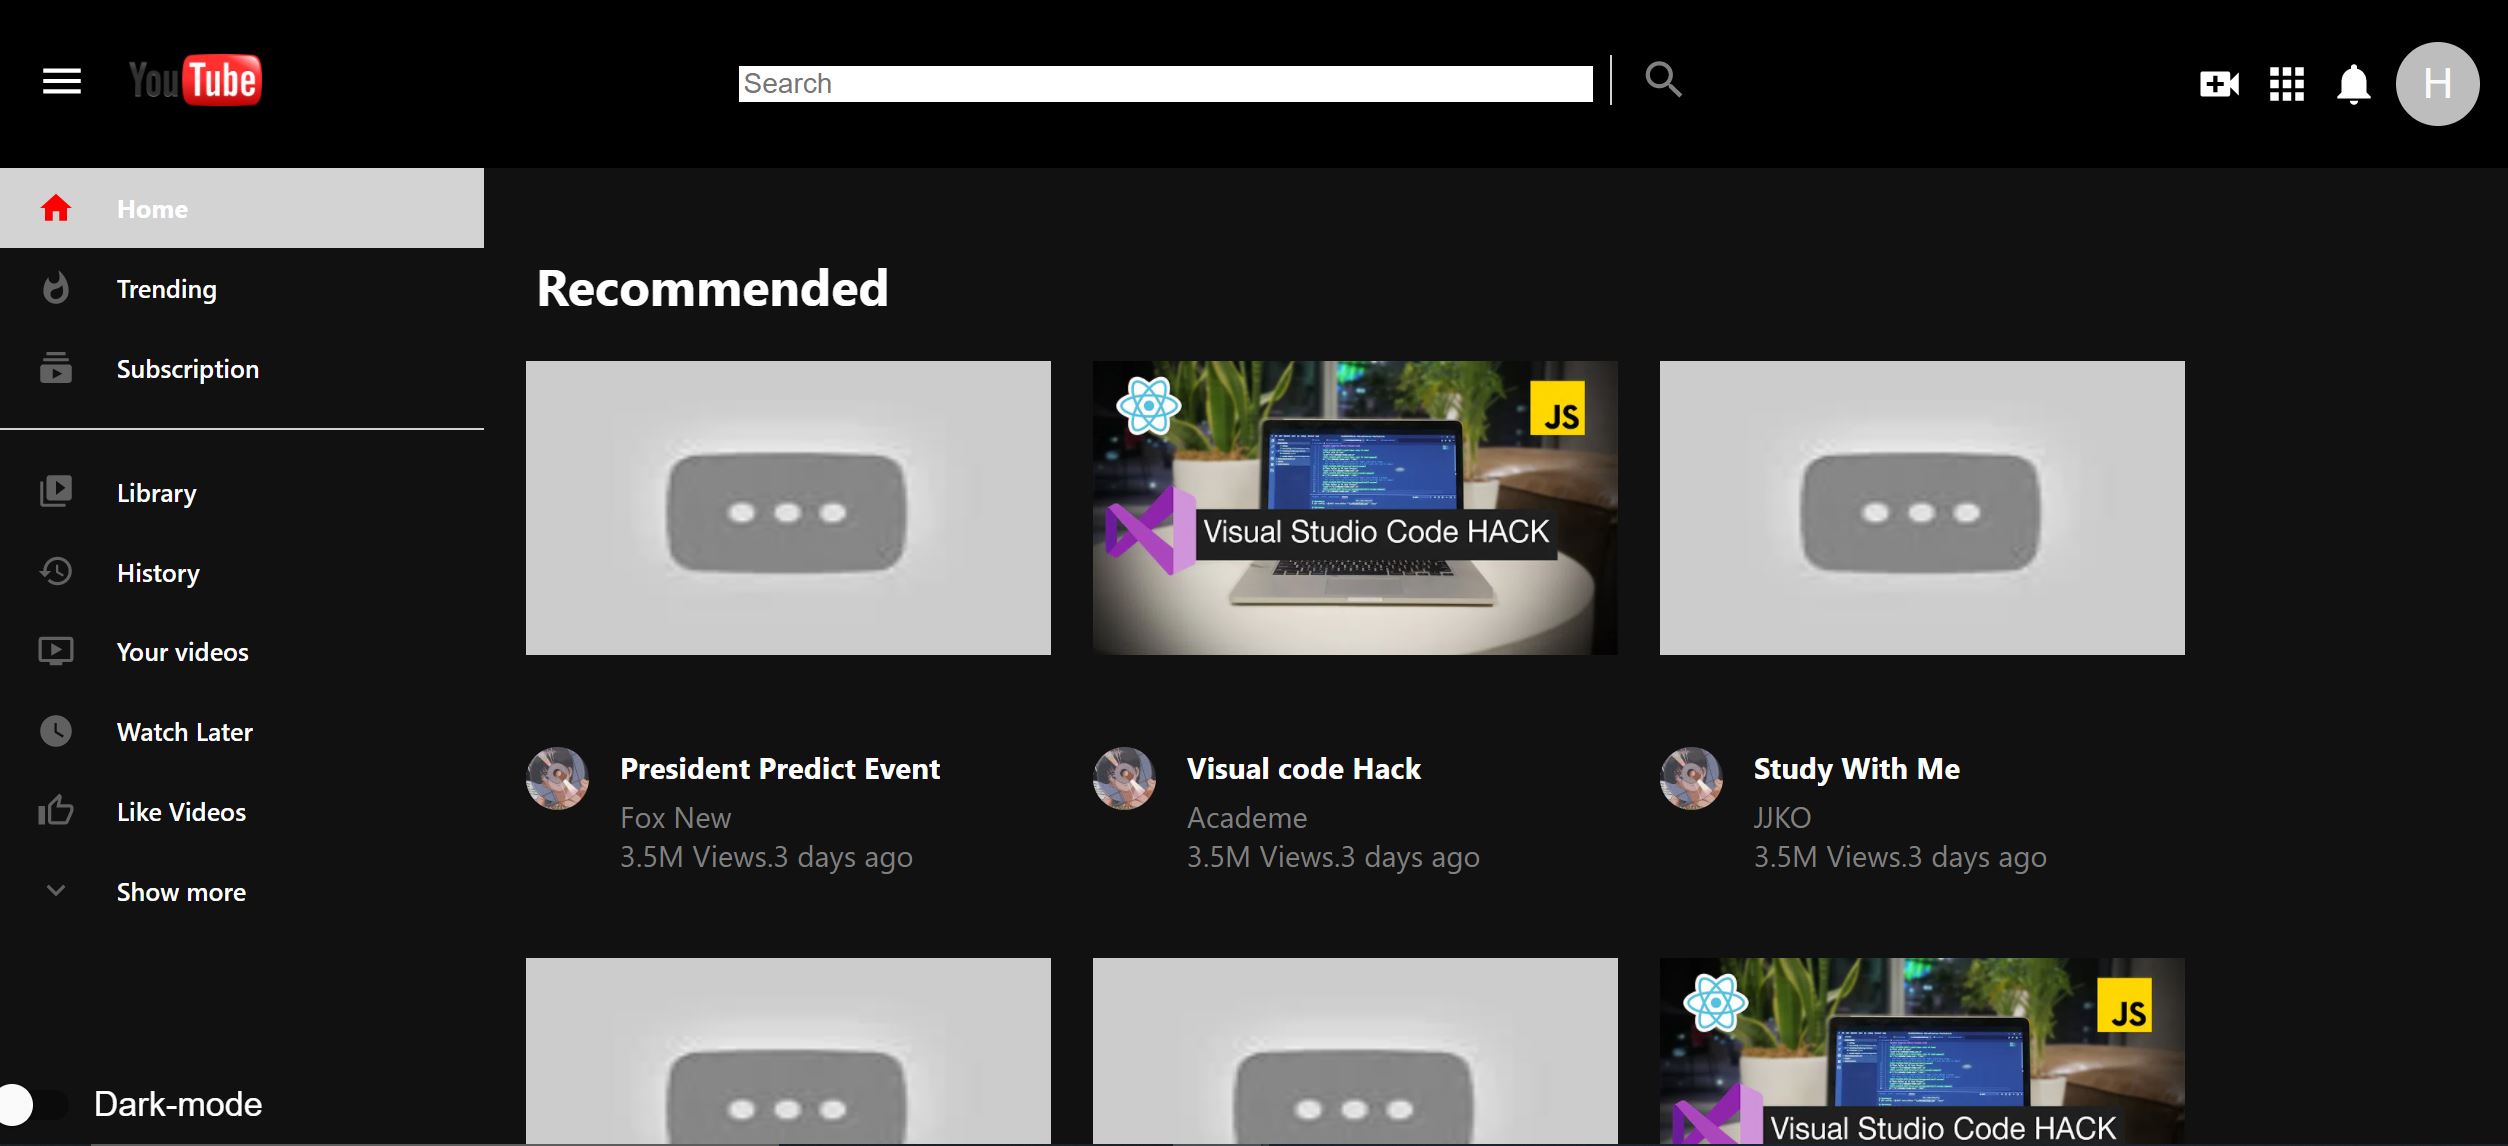 YouTube
Search
H
Home
Trending
Subscription
Library
History
Your videos
Watch Later
Like Videos
Show more
Dark-mode
Recommended
JS
Visual Studio Code HACK
President Predict Event
Fox New
3.5M Views.3 days ago
Visual code Hack
Academe
3.5M Views.3 days ago
Study With Me
JJKO
3.5M Views.3 days ago
JS
Visual Studio Code HACK